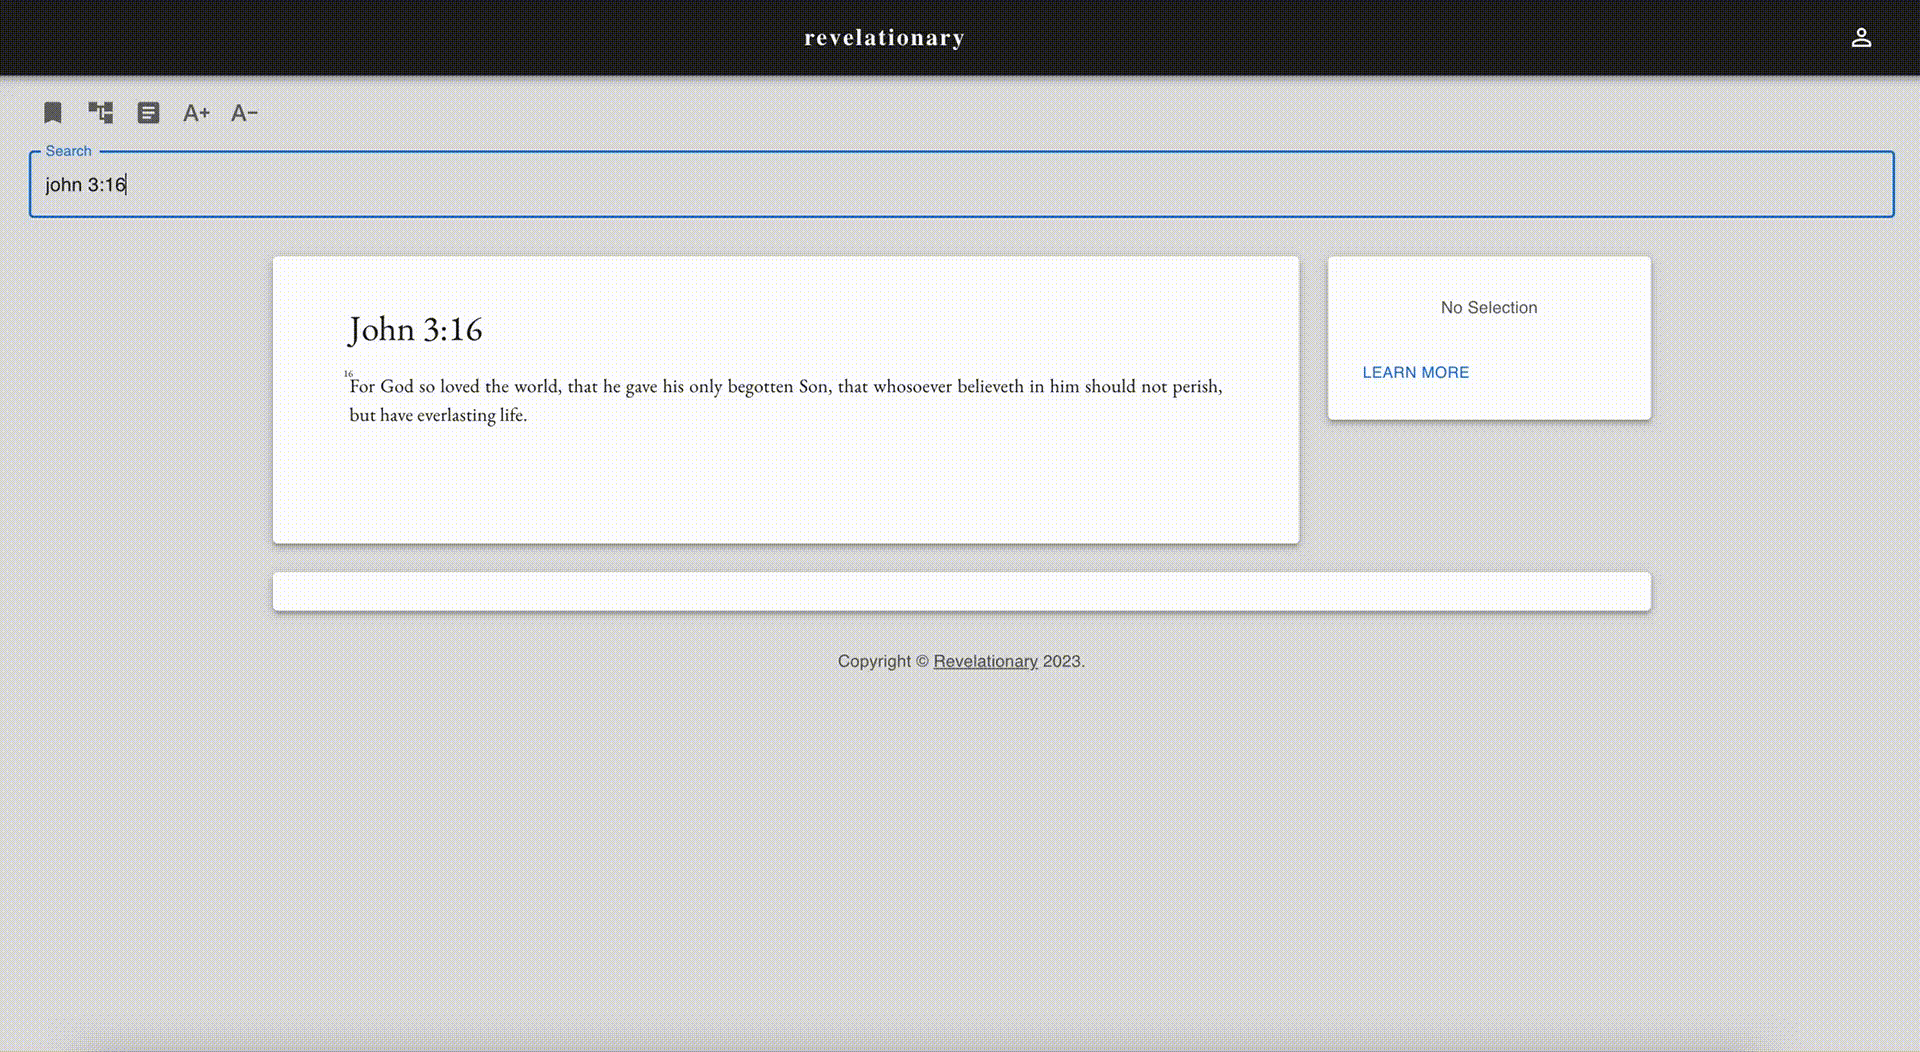 revelationary
A+ A−
Search
john 3:16
John 3:16
No Selection
16 For God so loved the world, that he gave his only begotten Son, that whosoever believeth in him should not perish,
LEARN MORE
but have everlasting life.
Copyright © Revelationary 2023.